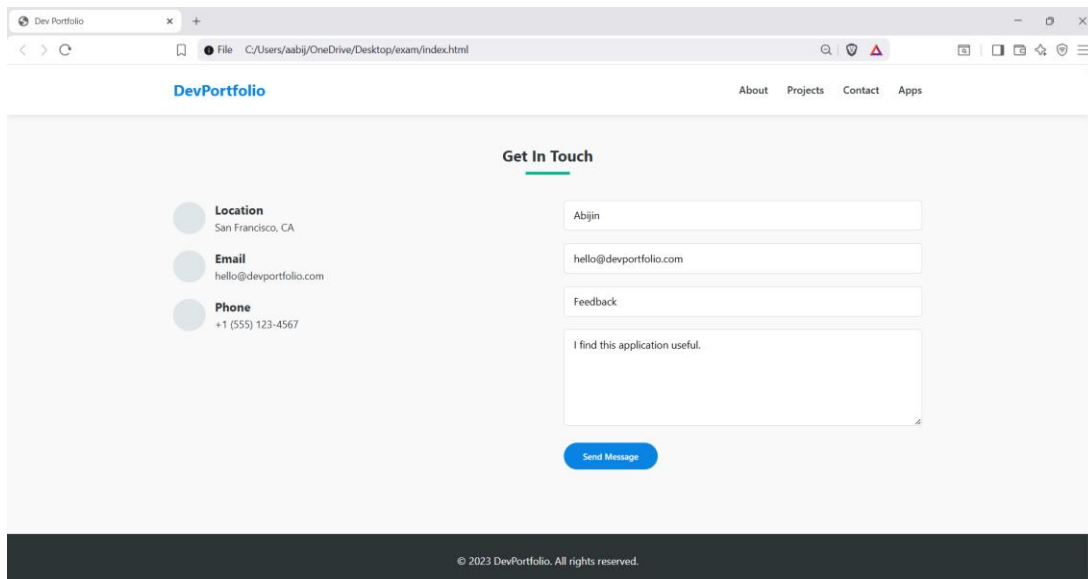 Dev Portfolio
File C:/Users/aabij/OneDrive/Desktop/exam/index.html
DevPortfolio
About Projects Contact Apps
Get In Touch
Location
San Francisco, CA
Email
hello@devportfolio.com
Phone
+1 (555) 123-4567
Abijin
hello@devportfolio.com
Feedback
I find this application useful.
Send Message
© 2023 DevPortfolio. All rights reserved.